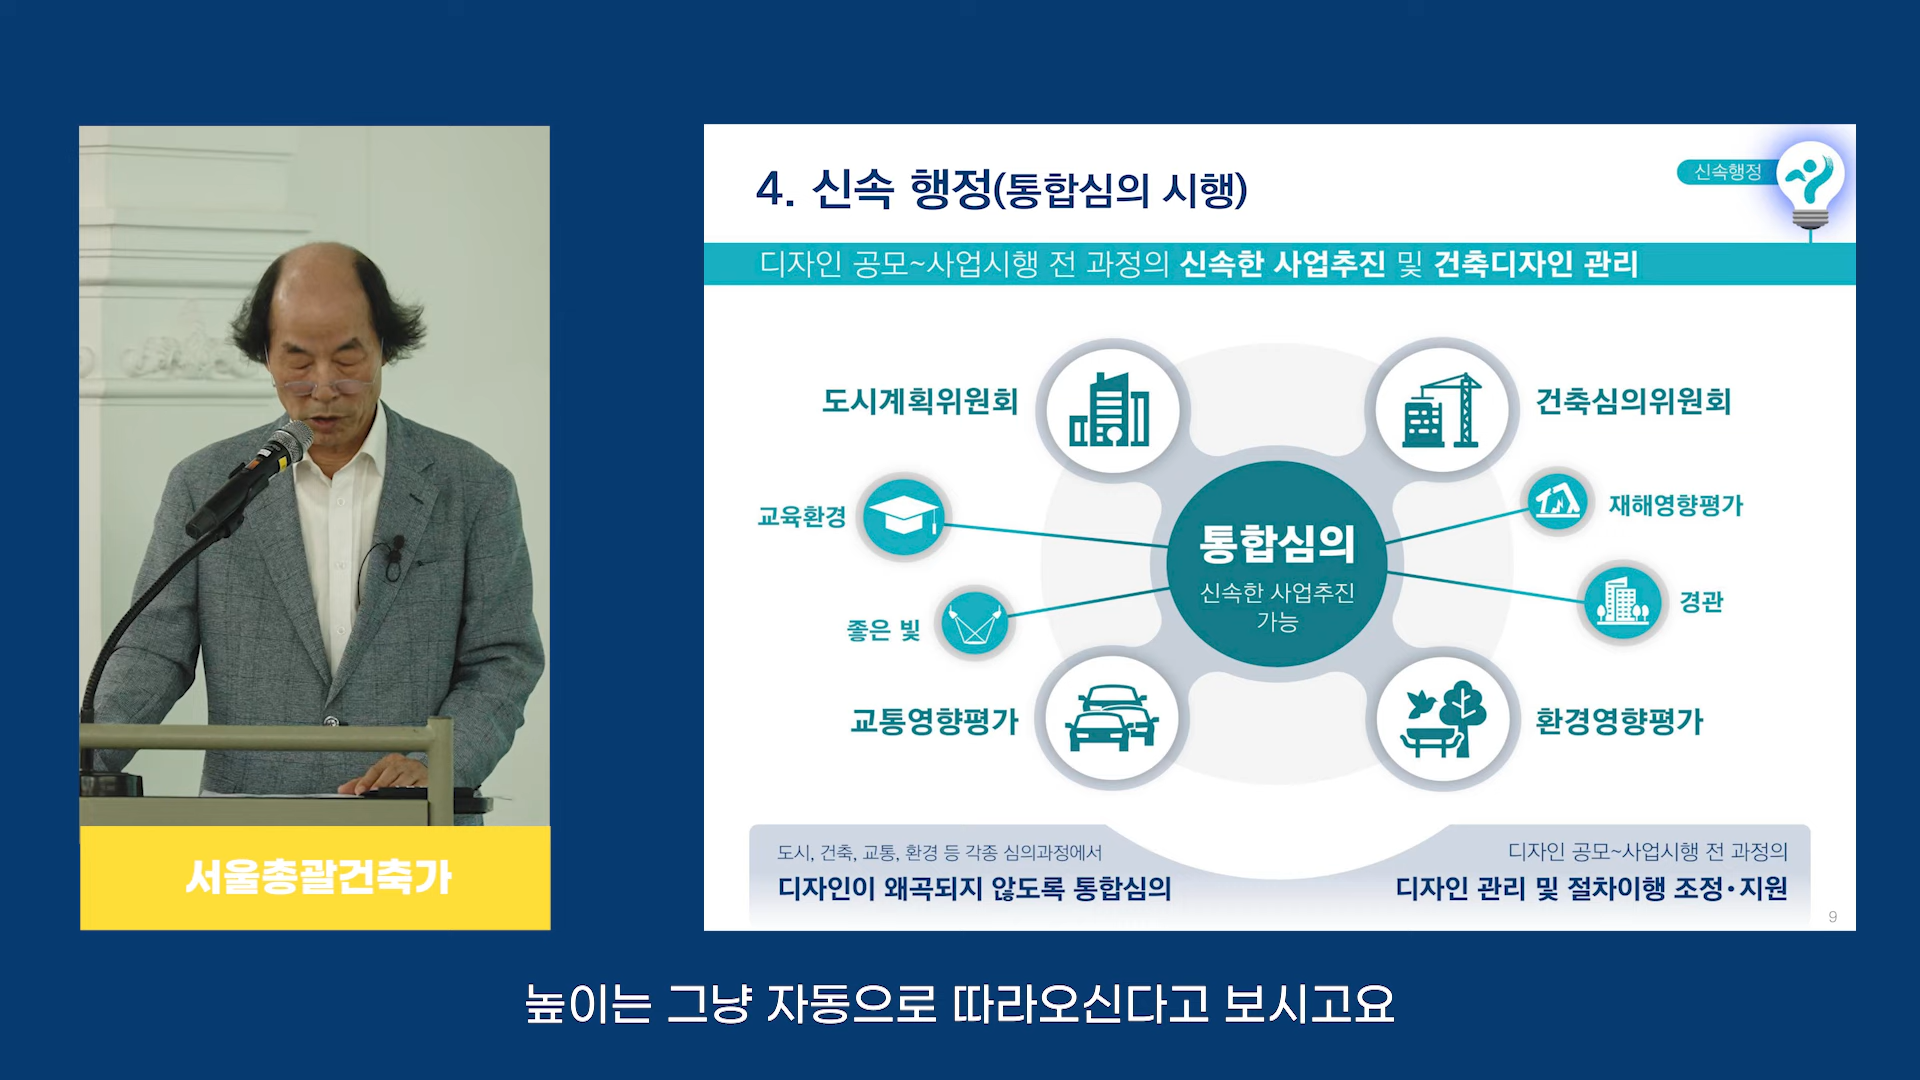 4. 신속 행정(통합심의 시행)
신속행정
디자인 공모~사업시행 전 과정의 신속한 사업추진 및 건축디자인 관리
도시계획위원회
건축심의위원회
교육환경
재해영향평가
통합심의
신속한 사업추진
가능
좋은 빛
경관
교통영향평가
환경영향평가
도시, 건축, 교통, 환경 등 각종 심의과정에서
디자인이 왜곡되지 않도록 통합심의
디자인 공모~사업시행 전 과정의
디자인 관리 및 절차이행 조정·지원
9
서울총괄건축가
높이는 그냥 자동으로 따라오신다고 보시고요